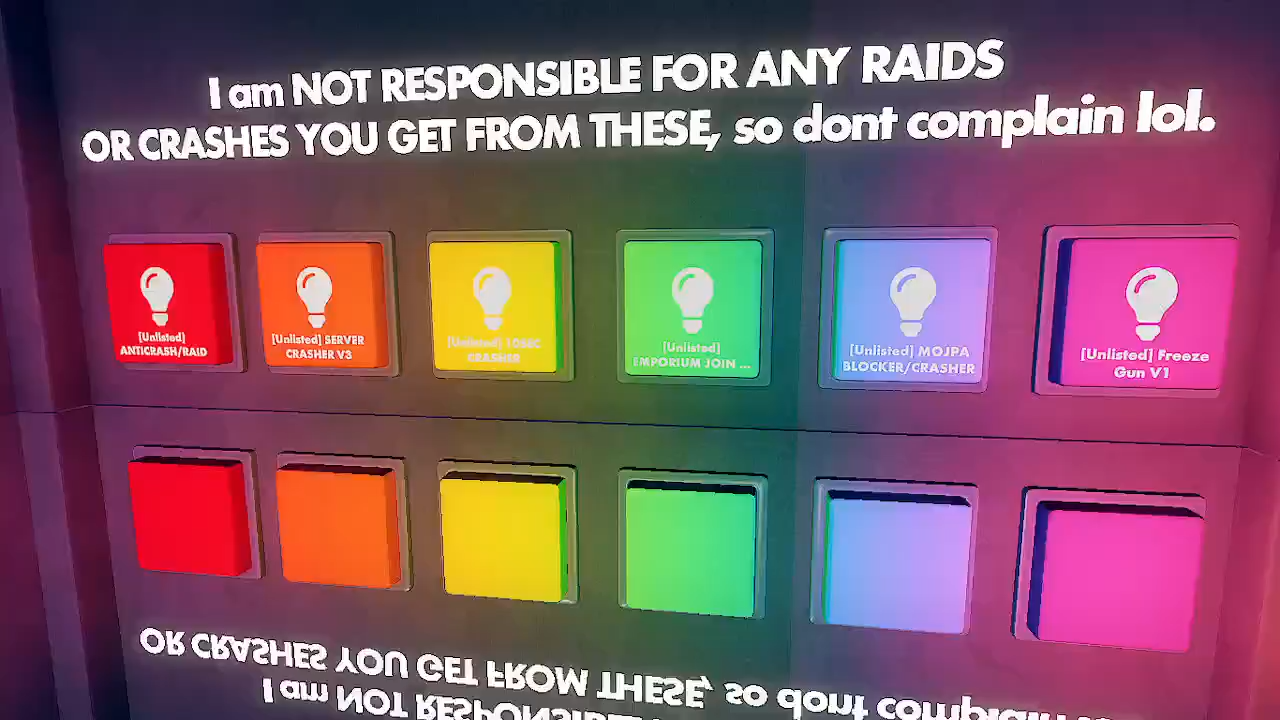 I am NOT RESPONSIBLE FOR ANY RAIDS
OR CRASHES YOU GET FROM THESE, so dont complain lol.
[Unlisted]
ANTICRASH/RAID
[Unlisted] SERVER
CRASHER V3
[Unlisted]
CRASHER
[Unlisted]
EMPORIUM JOIN ...
[Unlisted] MOJPA
BLOCKER/CRASHER
[Unlisted] Freeze
Gun V1
OR CRASHES YOU GET FROM THESE, so dont complain
I am NOT RESPONSIBLE